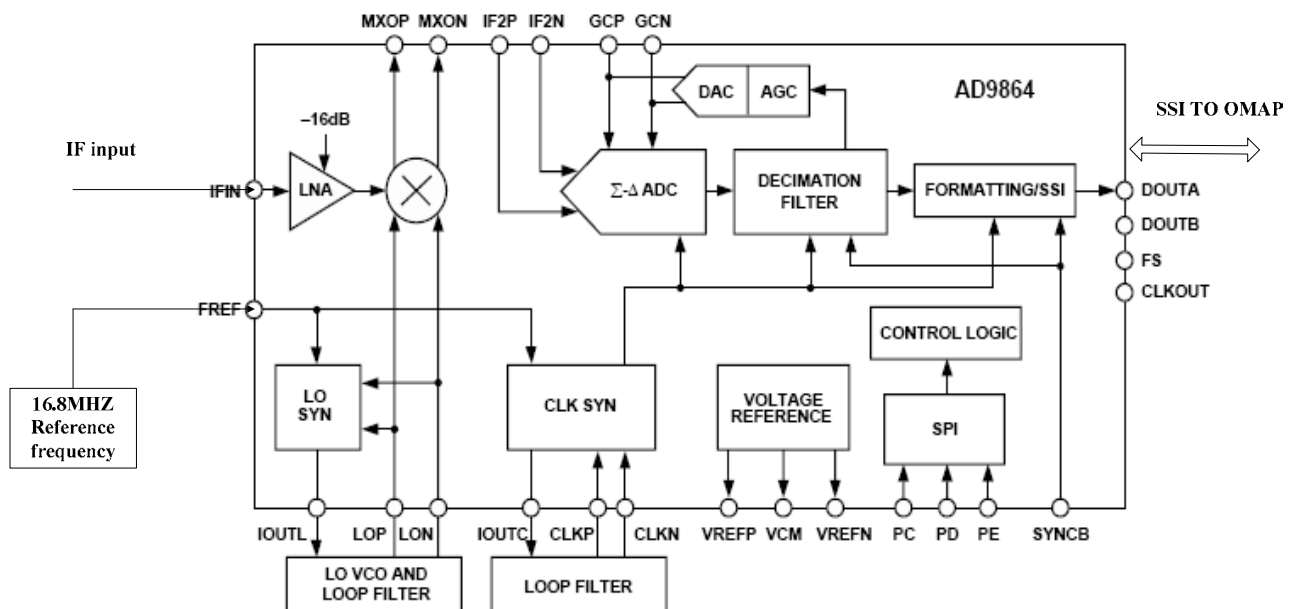 MXOP MXON IF2P IF2N GCP GCN
DAC AGC
AD9864
SSI TO OMAP
–16dB
IF input
IFIN
LNA
Σ-Δ ADC
DECIMATION
FILTER
FORMATTING/SSI
DOUTA
DOUTB
FS
CLKOUT
FREF
CONTROL LOGIC
LO
SYN
CLK SYN
VOLTAGE
REFERENCE
SPI
16.8MHZ
Reference
frequency
IOUTL LOP LON IOUTC CLKP CLKN VREFP VCM VREFN PC PD PE SYNCB
LO VCO AND
LOOP FILTER
LOOP FILTER